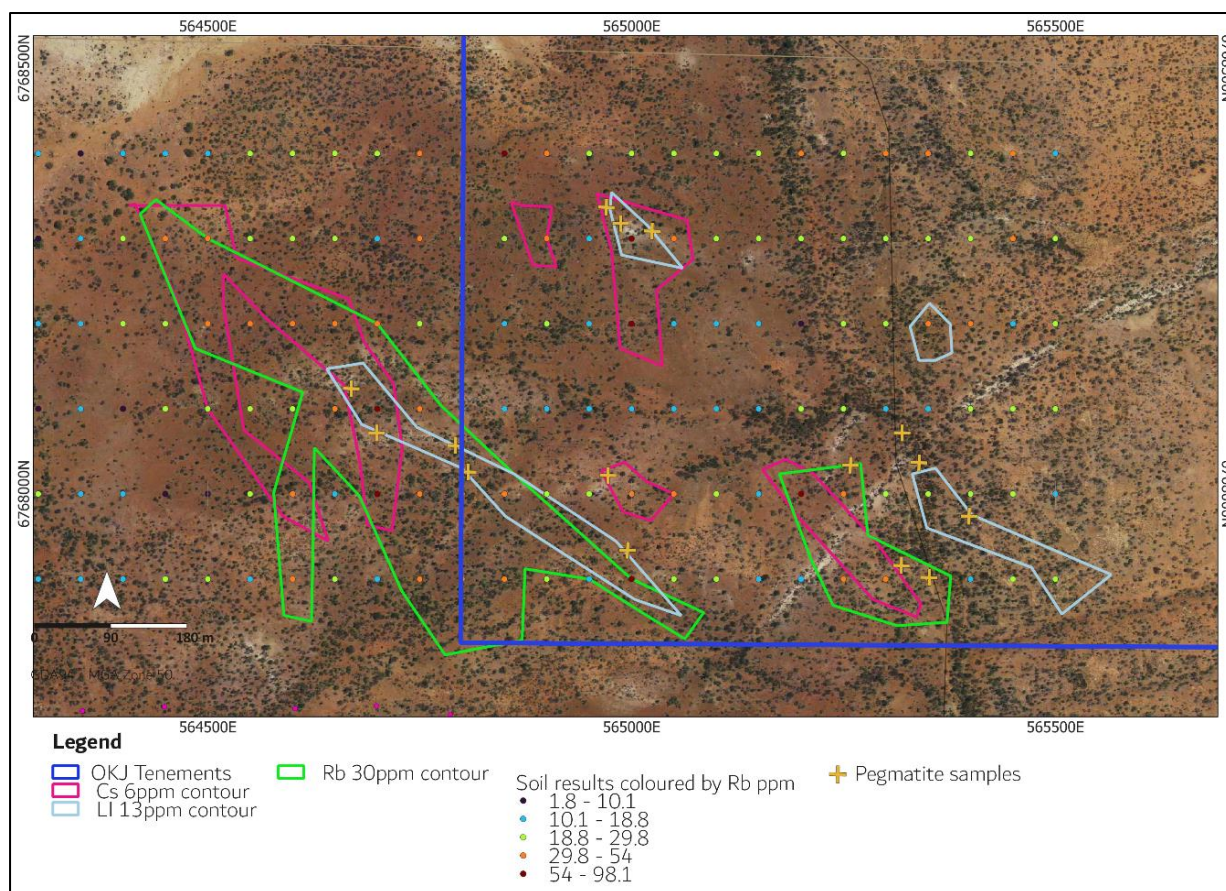 564500E 565000E 565500E
6768500N 6768500N
6768000N 6768000N
0 90 180 m
564500E 565000E 565500E
Legend
OKJ Tenements
Cs 6ppm contour
LI 13ppm contour
Rb 30ppm contour
Soil results coloured by Rb ppm
1.8 - 10.1
10.1 - 18.8
18.8 - 29.8
29.8 - 54
54 - 98.1
Pegmatite samples